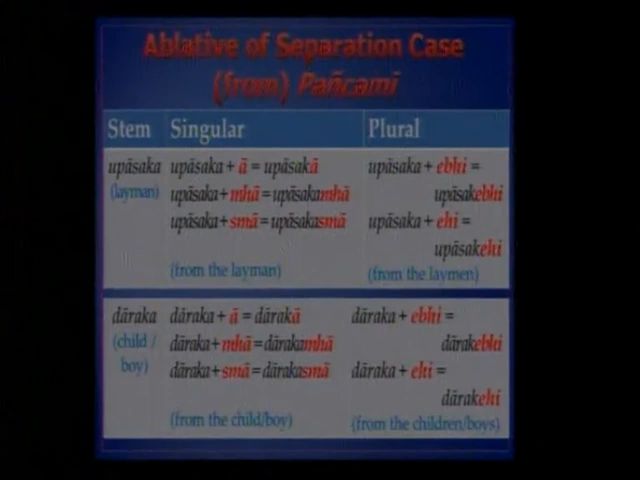 Ablative of Separation Case
(from) Pañcamī
Stem Singular Plural
upāsaka upāsaka + ā = upāsakā upāsaka + ebhi =
(layman) upāsaka + mhā = upāsakamhā upāsakebhi
upāsaka + smā = upāsakasmā upāsaka + ehi =
upāsakehi
(from the layman) (from the laymen)
dāraka dāraka + ā = dārakā dāraka + ebhi =
(child / dāraka + mhā = dārakamhā dārakebhi
boy) dāraka + smā = dārakasmā dāraka + ehi =
dārakehi
(from the child/boy) (from the children/boys)